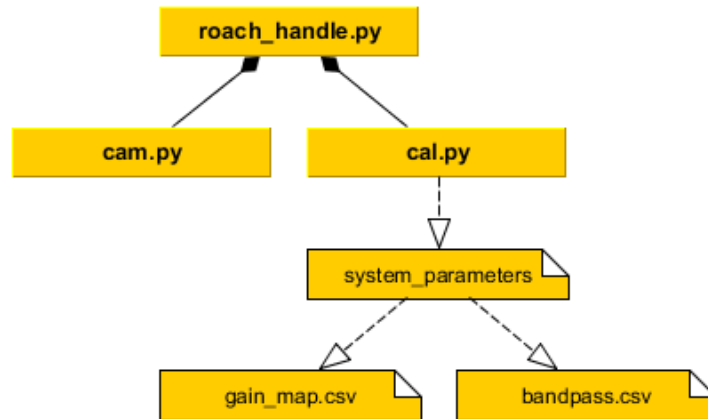 roach_handle.py
cam.py
cal.py
system_parameters
gain_map.csv
bandpass.csv